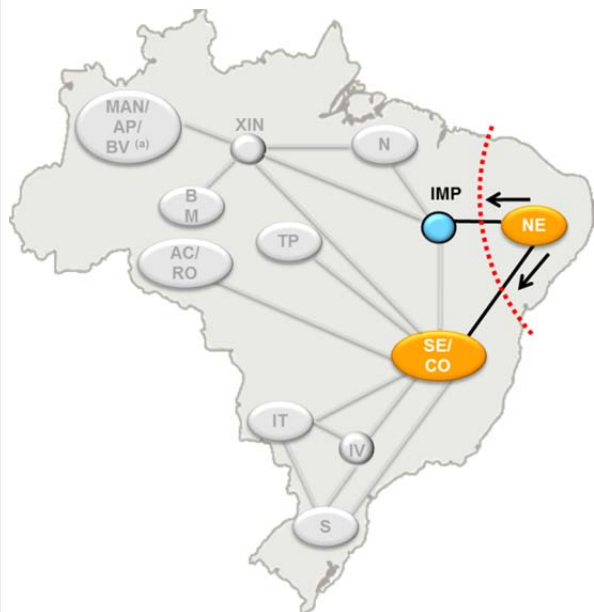 MAN/
AP/
BV (a)
XIN
N
B
M
IMP
NE
TP
AC/
RO
SE/
CO
IT
IV
S